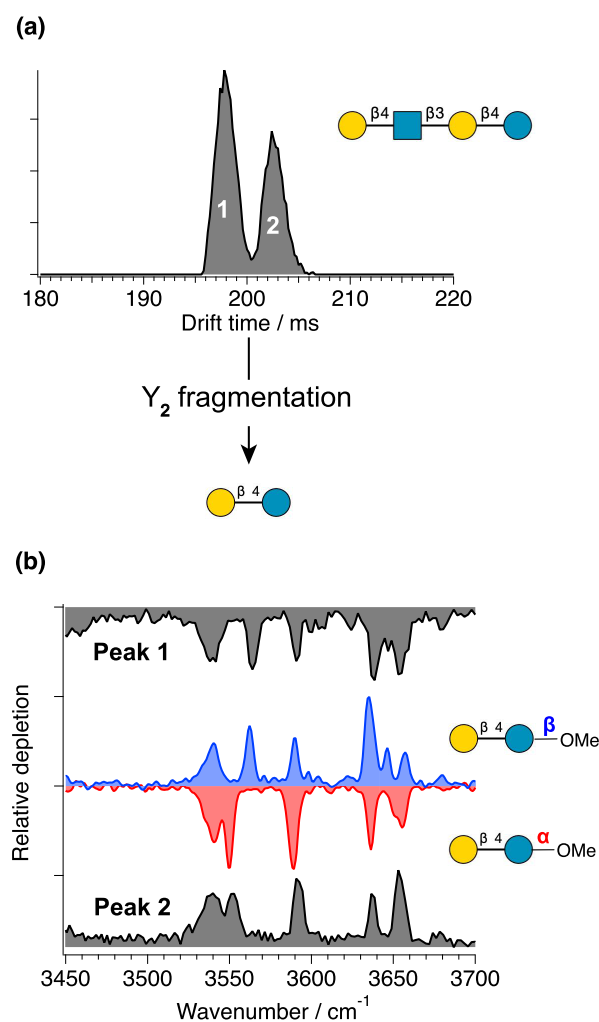 (a)
β4 β3 β4
1
2
180 190 200 210 220
Drift time / ms
Y2 fragmentation
β 4
(b)
Peak 1
β 4 β
OMe
Relative depletion
β 4 α
OMe
Peak 2
3450 3500 3550 3600 3650 3700
Wavenumber / cm-1